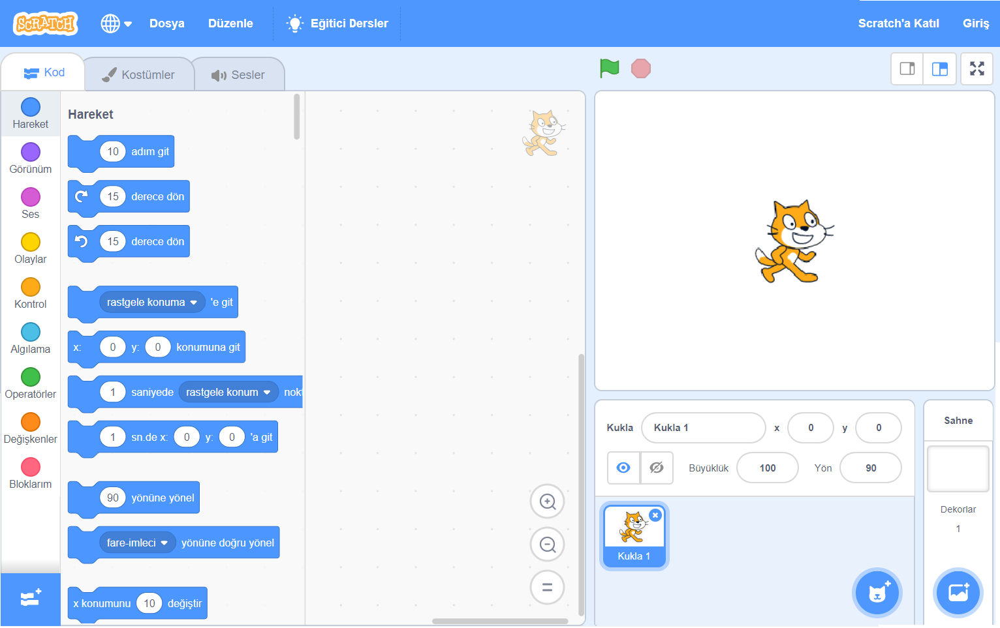 SCRATCH Dosya Düzenle Eğitici Dersler Scratch'a Katıl Giriş
Kod Kostümler Sesler
Hareket
Görünüm
Ses
Olaylar
Kontrol
Algılama
Operatörler
Değişkenler
Bloklarım
Hareket
10 adım git
15 derece dön
15 derece dön
rastgele konuma 'e git
x: 0 y: 0 konumuna git
1 saniyede rastgele konum
1 sn.de x: 0 y: 0 'a git
90 yönüne yönel
fare-imleci yönüne doğru yönel
x konumunu 10 değiştir
Kukla Kukla 1 x 0 y 0
Büyüklük 100 Yön 90
Kukla 1
Sahne
Dekorlar
1